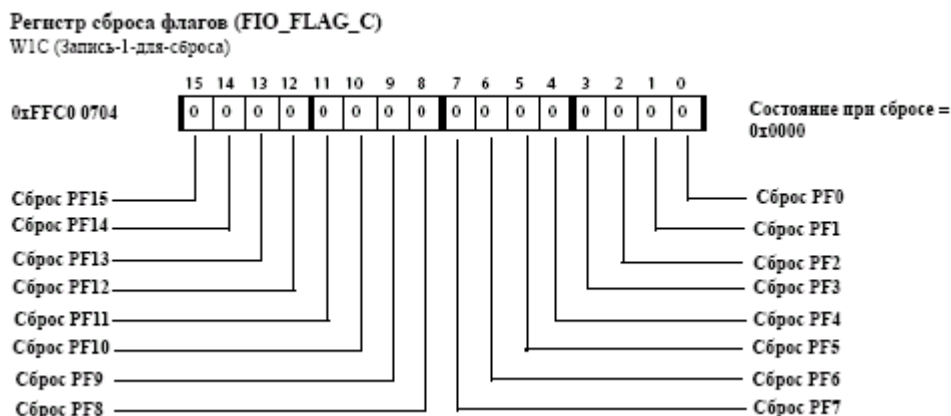 Регистр сброса флагов (FIO_FLAG_C)
W1C (Запись-1-для-сброса)
15 14 13 12 11 10 9 8 7 6 5 4 3 2 1 0
0xFFC0 0704
0 0 0 0 0 0 0 0 0 0 0 0 0 0 0 0
Состояние при сбросе =
0x0000
Сброс PF15
Сброс PF14
Сброс PF13
Сброс PF12
Сброс PF11
Сброс PF10
Сброс PF9
Сброс PF8
Сброс PF0
Сброс PF1
Сброс PF2
Сброс PF3
Сброс PF4
Сброс PF5
Сброс PF6
Сброс PF7